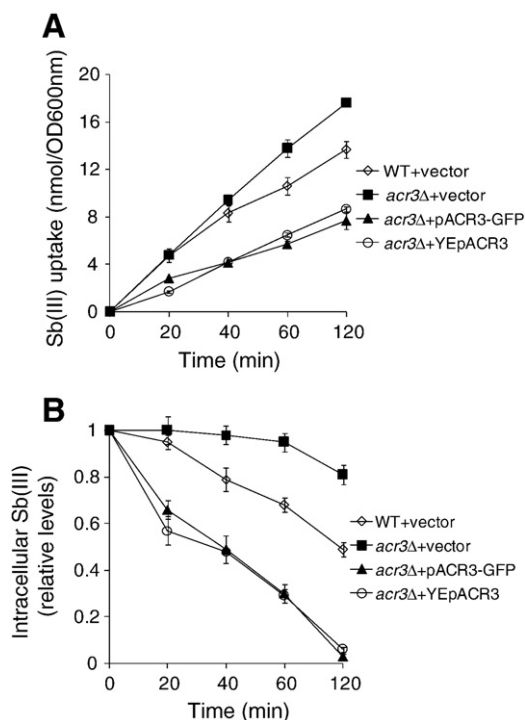 A
Sb(III) uptake (nmol/OD600nm)
20
16
12
8
4
0
0 20 40 60 120
Time (min)
WT+vector
acr3Δ+vector
acr3Δ+pACR3-GFP
acr3Δ+YEpACR3
B
Intracellular Sb(III)
(relative levels)
1
0.8
0.6
0.4
0.2
0
0 20 40 60 120
Time (min)
WT+vector
acr3Δ+vector
acr3Δ+pACR3-GFP
acr3Δ+YEpACR3